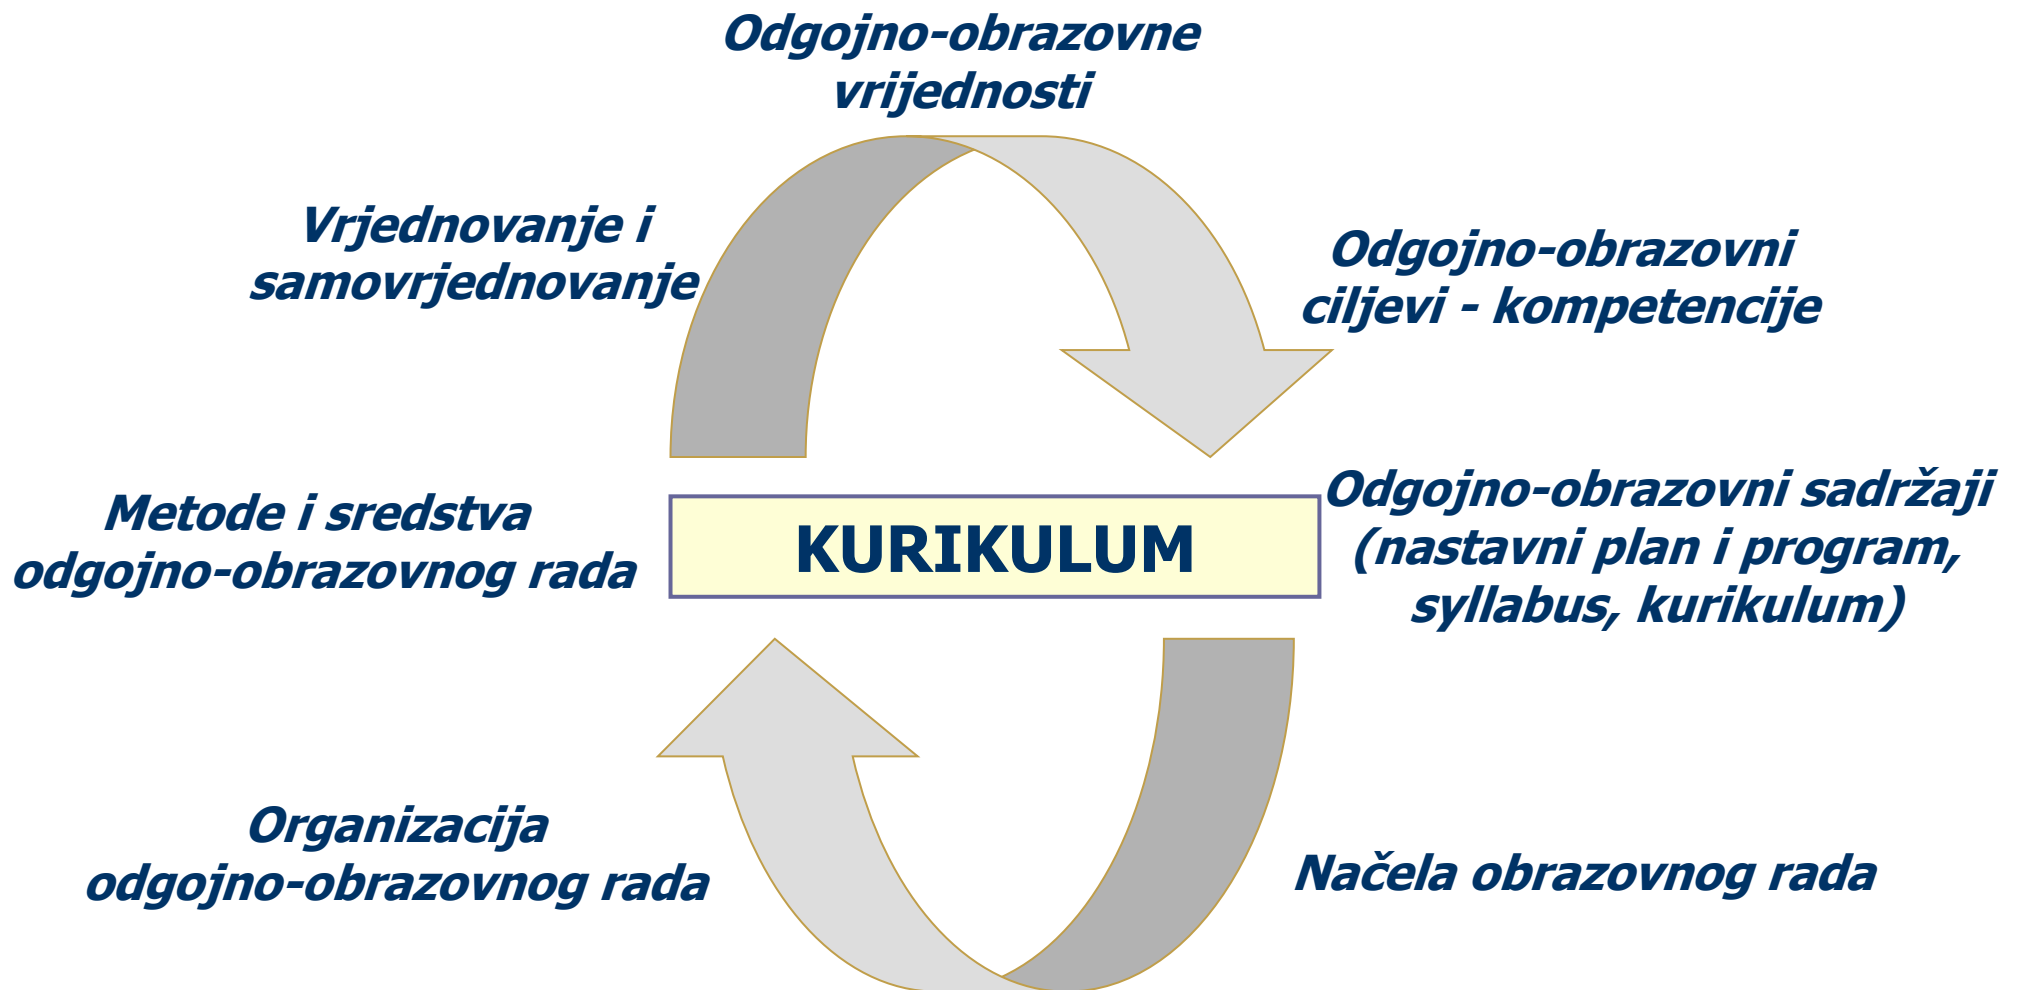 Odgojno-obrazovne
vrijednosti
Vrjednovanje i
samovrjednovanje
Odgojno-obrazovni
ciljevi - kompetencije
Metode i sredstva
odgojno-obrazovnog rada
KURIKULUM
Odgojno-obrazovni sadržaji
(nastavni plan i program,
syllabus, kurikulum)
Organizacija
odgojno-obrazovnog rada
Načela obrazovnog rada